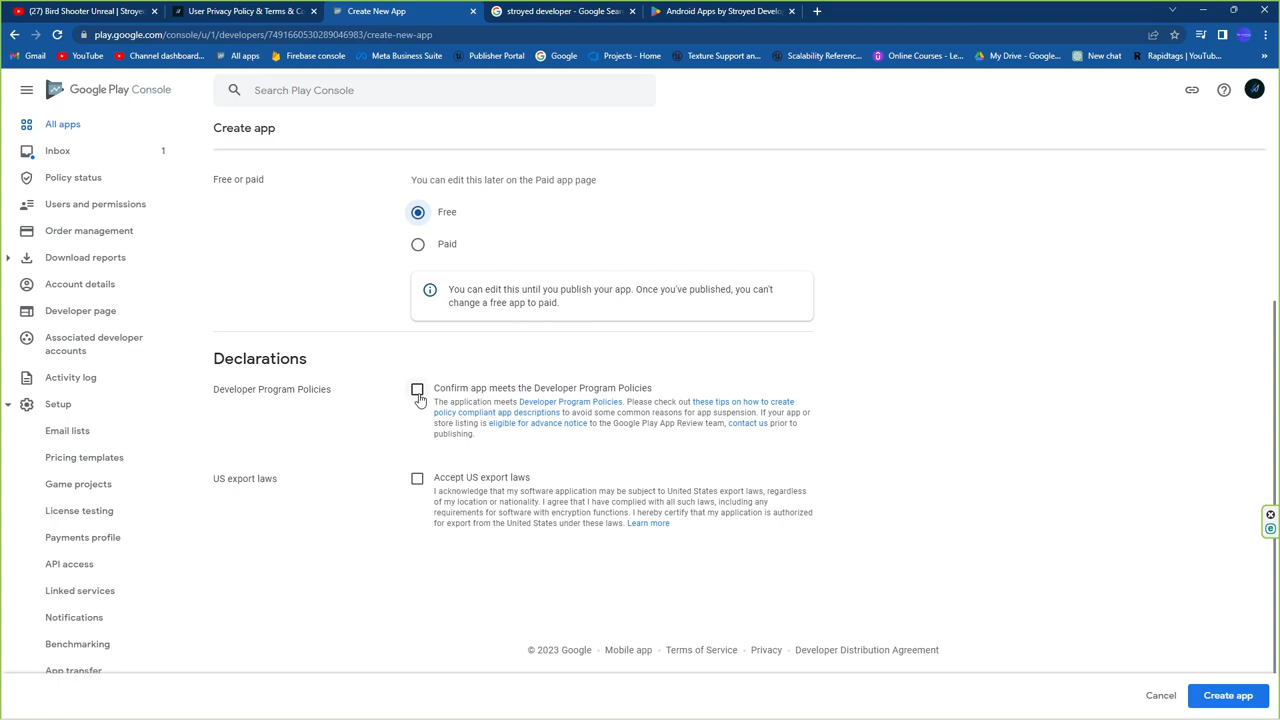 (27) Bird Shooter Unreal | Stroyed
User Privacy Policy & Terms & Co
Create New App
stroyed developer - Google Sear
Android Apps by Stroyed Develo
play.google.com/console/u/1/developers/7491660530289046983/create-new-app
Gmail
YouTube
Channel dashboard...
All apps
Firebase console
Meta Business Suite
Publisher Portal
Google
Projects - Home
Texture Support an...
Scalability Referenc...
Online Courses - Le...
My Drive - Google...
New chat
Rapidtags | YouTub...
Google Play Console
Search Play Console
All apps
Inbox
1
Policy status
Users and permissions
Order management
Download reports
Account details
Developer page
Associated developer
accounts
Activity log
Setup
Email lists
Pricing templates
Game projects
License testing
Payments profile
API access
Linked services
Notifications
Benchmarking
App transfer
Create app
Free or paid
You can edit this later on the Paid app page
Free
Paid
You can edit this until you publish your app. Once you've published, you can't
change a free app to paid.
Declarations
Developer Program Policies
Confirm app meets the Developer Program Policies
The application meets Developer Program Policies. Please check out these tips on how to create
policy compliant app descriptions to avoid some common reasons for app suspension. If your app or
store listing is eligible for advance notice to the Google Play App Review team, contact us prior to
publishing.
US export laws
Accept US export laws
I acknowledge that my software application may be subject to United States export laws, regardless
of my location or nationality. I agree that I have complied with all such laws, including any
requirements for software with encryption functions. I hereby certify that my application is authorized
for export from the United States under these laws. Learn more
© 2023 Google
Mobile app
Terms of Service
Privacy
Developer Distribution Agreement
Cancel
Create app